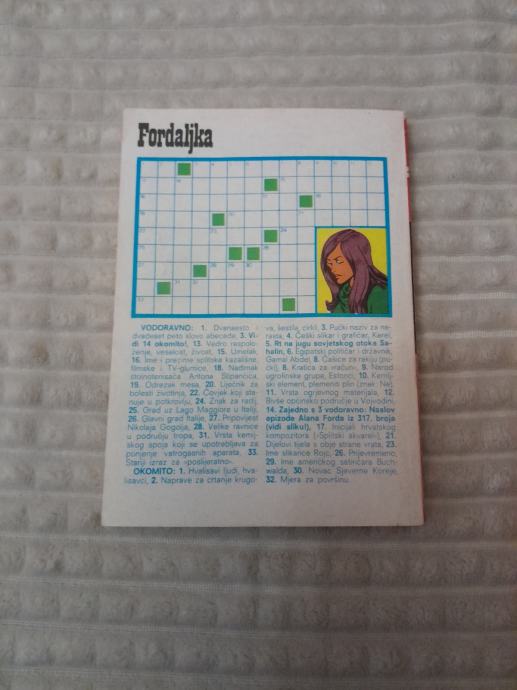 Fordaljka
VODORAVNO: 1. Dvanaesto i
dvadeset peto slovo abecede, 3. Vi-
di 14 okomito!, 13. Vedro raspolo-
ženje, veselost, živost, 15. Umetak,
16. Ime i prezime splitske kazališne,
filmske i TV-glumice, 18. Nadimak
dojnotenisača Antona Stipančića,
19. Odrezak mesa, 20. Liječnik za
bolesti životinja, 22. Čovjek koji sta-
nuje u potkrovlju, 24. Znak za radij,
25. Grad uz Lago Maggiore u Italiji,
26. Glavni grad Italije, 27. Pripovijest
Nikolaja Gogolja, 28. Velike ravnice
u području tropa, 31. Vrsta kemij-
skog spoja koji se upotrebljava za
punjenje vatrogasnih aparata, 33.
Stariji izraz za »poslijeratno«.
OKOMITO: 1. Hvalisavi ljudi, hva-
lisavci, 2. Naprave za crtanje krugo-
va, šestila, cirkli, 3. Pučki naziv za ne-
rasta, 4. Češki slikar i grafičar, Karel,
5. Rt na jugu sovjetskog otoka Sa-
halin, 6. Egipatski političar i državnik,
Gamal Abdel, 8. Čašice za rakiju (grč-
ki), 8. Kratica za »račun«, 9. Narod
ugrofinske grupe, Estonci, 10. Kemij-
ski element, plemeniti plin (znak: Ne),
11. Vrsta ogrjevnog materijala, 12.
Bivše općinsko područje u Vojvodini,
14. Zajedno s 3 vodoravno: Naslov
epizode Alana Forda iz 317. broja
(vidi sliku!), 17. Inicijali hrvatskog
kompozitora (»Splitski akvarel«),
21. Dijelovi tijela s obje strane vrata, 23.
Ime slikarice Rojc, 26. Prijevremeno,
29. Ime američkog satiričara Buch-
walda, 30. Novac Sjeverne Koreje,
32. Mjera za površinu.